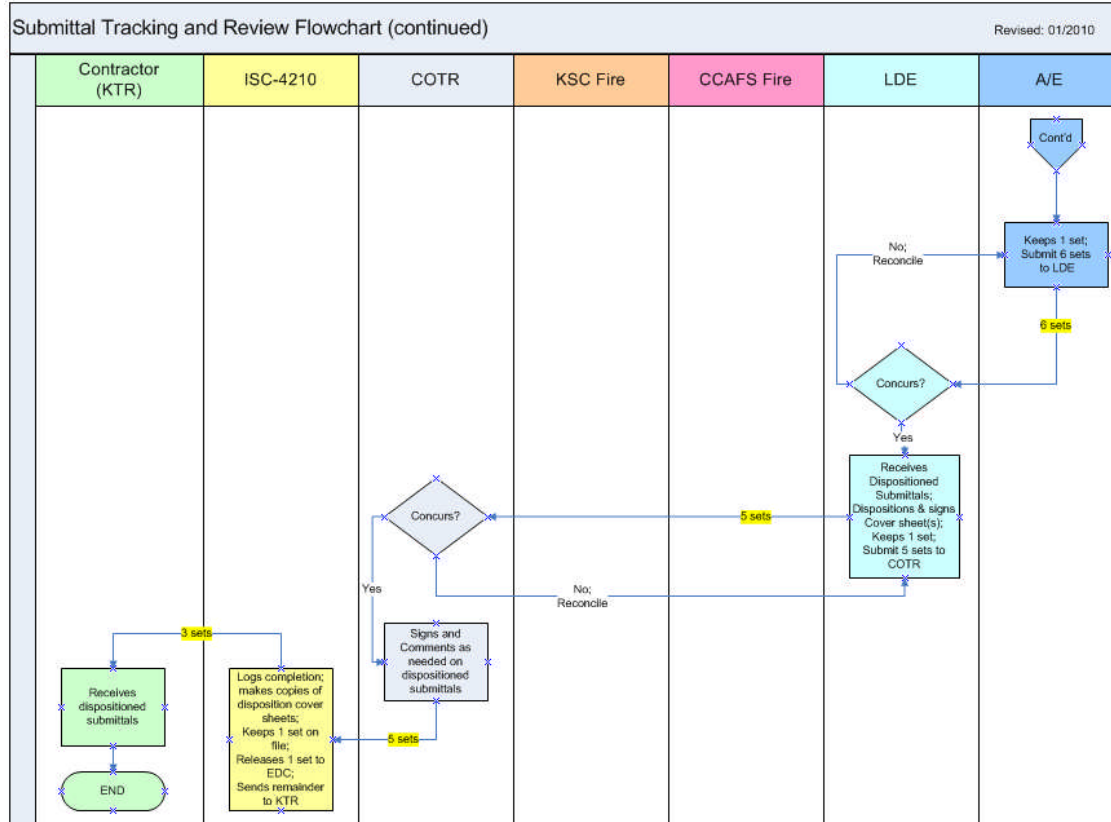 Submittal Tracking and Review Flowchart (continued)
Revised: 01/2010
Contractor
(KTR)
ISC-4210
COTR
KSC Fire
CCAFS Fire
LDE
A/E
Cont'd
Keeps 1 set;
Submit 6 sets
to LDE
No;
Reconcile
6 sets
Concurs?
Yes
Receives
Dispositioned
Submittals;
Dispositions & signs
Cover sheet(s);
Keeps 1 set;
Submit 5 sets to
COTR
5 sets
Concurs?
Yes
No;
Reconcile
Signs and
Comments as
needed on
dispositioned
submittals
5 sets
Logs completion;
makes copies of
disposition cover
sheets;
Keeps 1 set on
file;
Releases 1 set to
EDC;
Sends remainder
to KTR
3 sets
Receives
dispositioned
submittals
END